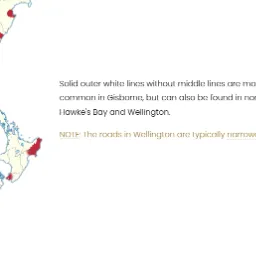 Solid outer white lines without middle lines are mo
common in Gisborne, but can also be found in nor
Hawke's Bay and Wellington.
NOTE: The roads in Wellington are typically narrow